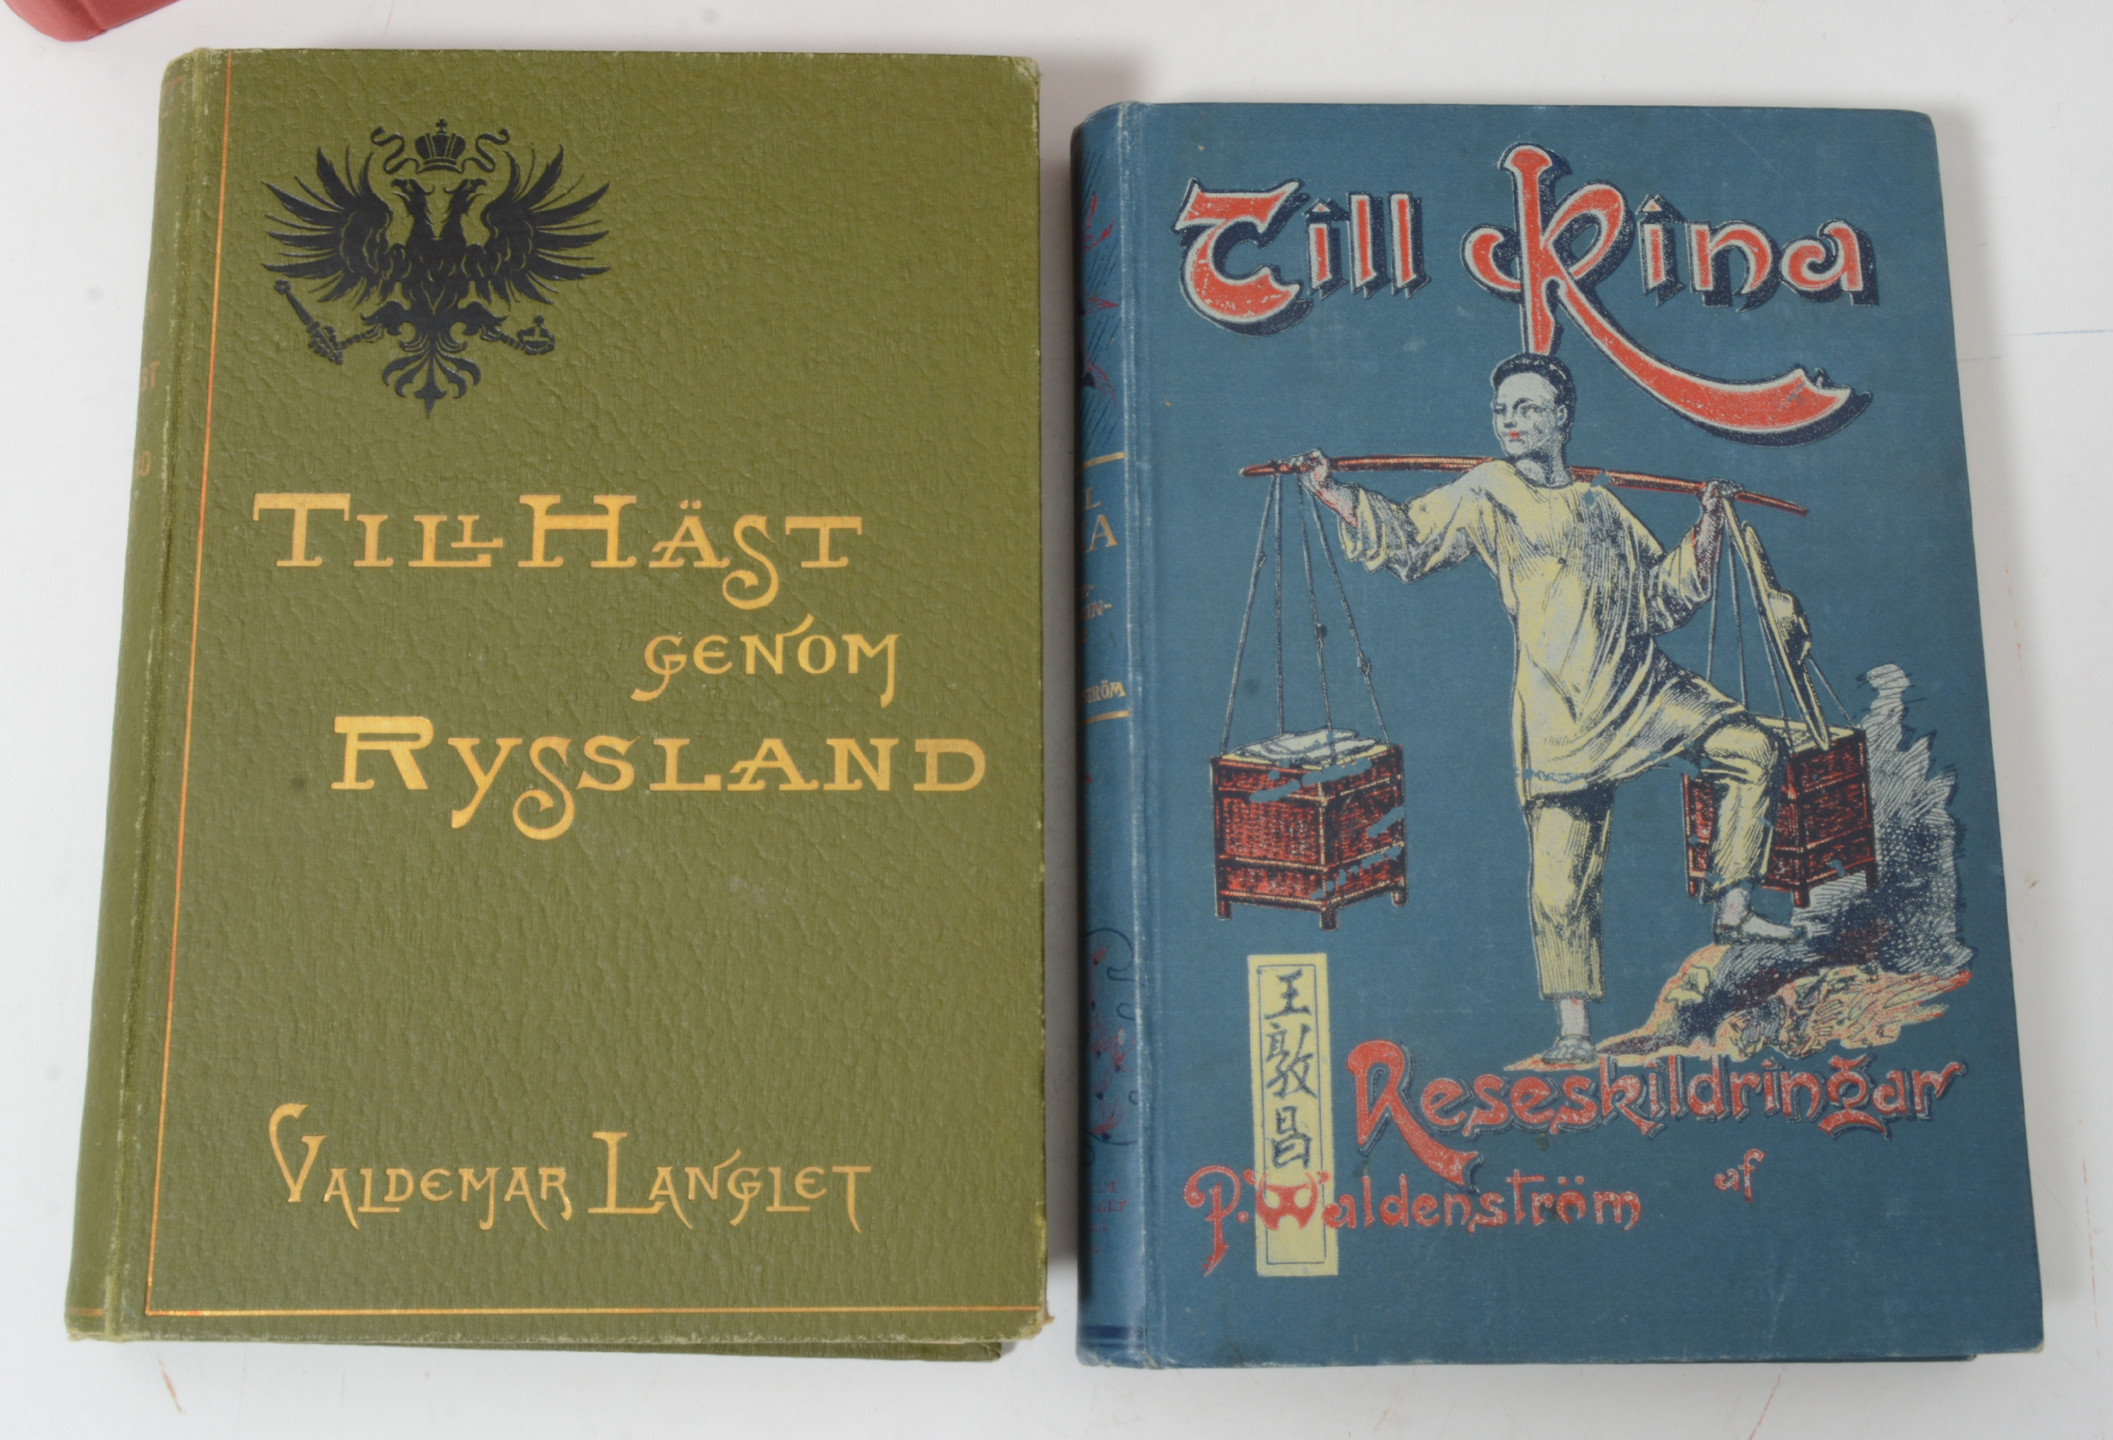 TILL HÄST
GENOM
RYSSLAND
VALDEMAR LANGLET
Till Kina
王敦昌
Reseskildringar
af
P. Waldenström